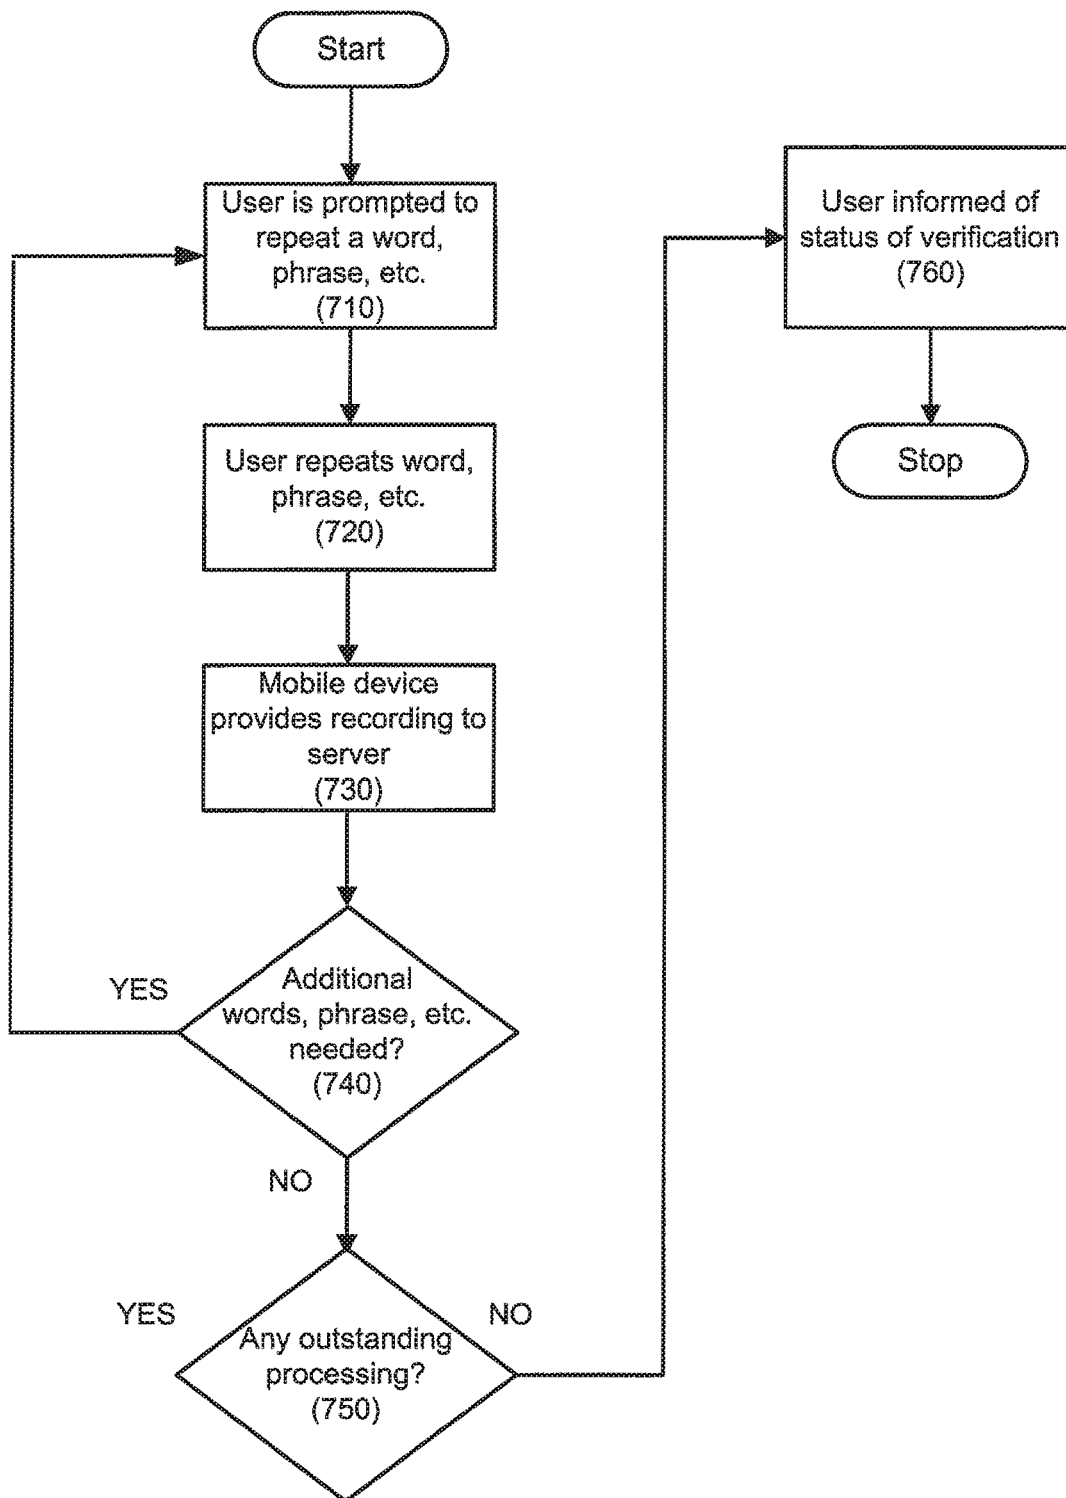 Start
User is prompted to
repeat a word,
phrase, etc.
(710)
User repeats word,
phrase, etc.
(720)
Mobile device
provides recording to
server
(730)
YES
Additional
words, phrase, etc.
needed?
(740)
NO
YES
NO
Any outstanding
processing?
(750)
User informed of
status of verification
(760)
Stop